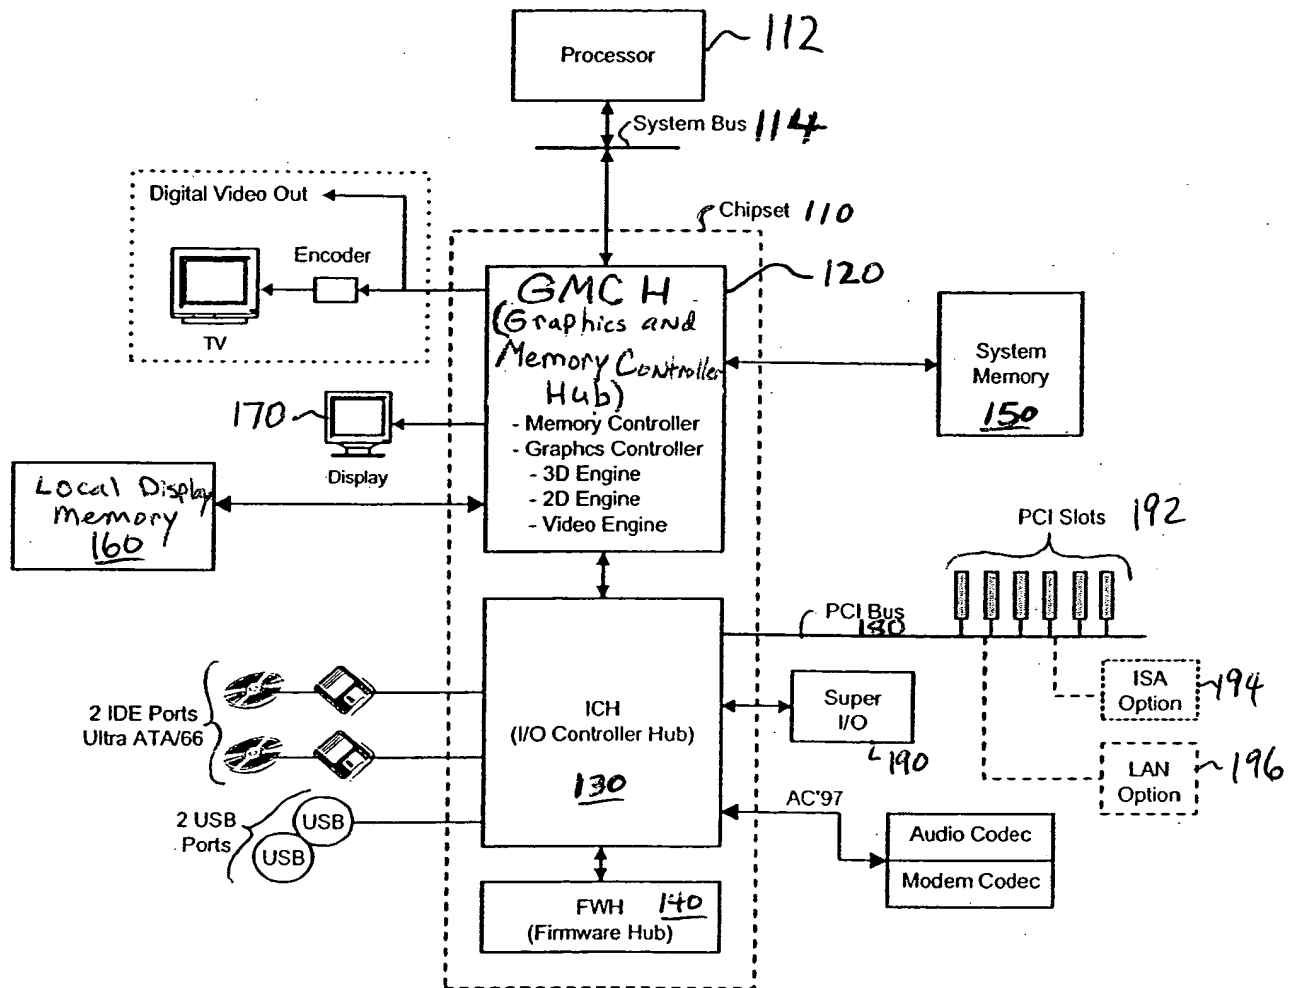 Processor
112
System Bus 114
Digital Video Out
Encoder
TV
Chipset 110
GMCH
(Graphics and
Memory Controller
Hub)
- Memory Controller
- Graphcs Controller
- 3D Engine
- 2D Engine
- Video Engine
120
System
Memory
150
170
Display
Local Display
Memory
160
PCI Slots 192
PCI Bus
180
ISA
Option
194
LAN
Option
196
2 IDE Ports
Ultra ATA/66
ICH
(I/O Controller Hub)
130
Super
I/O
190
2 USB
Ports
USB
USB
AC'97
Audio Codec
Modem Codec
FWH 140
(Firmware Hub)